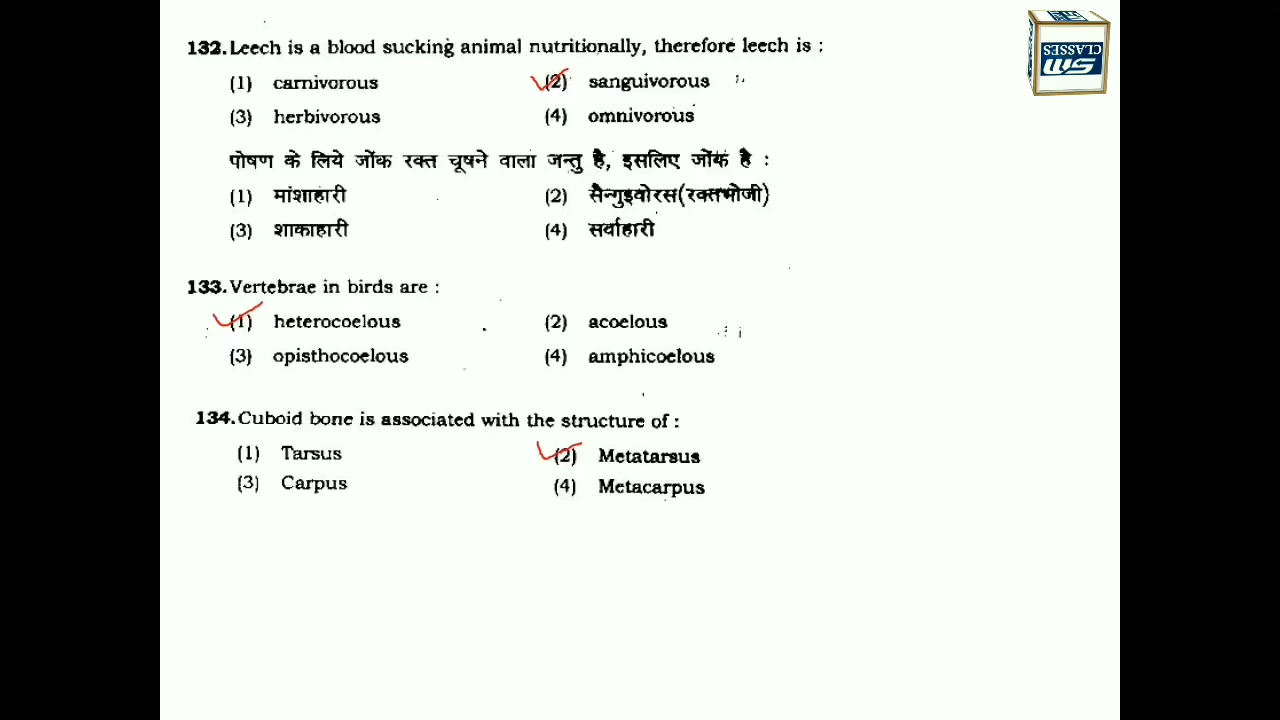 132. Leech is a blood sucking animal nutritionally, therefore leech is :
(1) carnivorous (2) sanguivorous
(3) herbivorous (4) omnivorous
पोषण के लिये जोंक रक्त चूषने वाला जन्तु है, इसलिए जोंक है :
(1) मांशाहारी (2) सैन्गुइवोरस(रक्तभोजी)
(3) शाकाहारी (4) सर्वाहारी
133. Vertebrae in birds are :
(1) heterocoelous (2) acoelous
(3) opisthocoelous (4) amphicoelous
134. Cuboid bone is associated with the structure of :
(1) Tarsus (2) Metatarsus
(3) Carpus (4) Metacarpus
CLASSES
SM